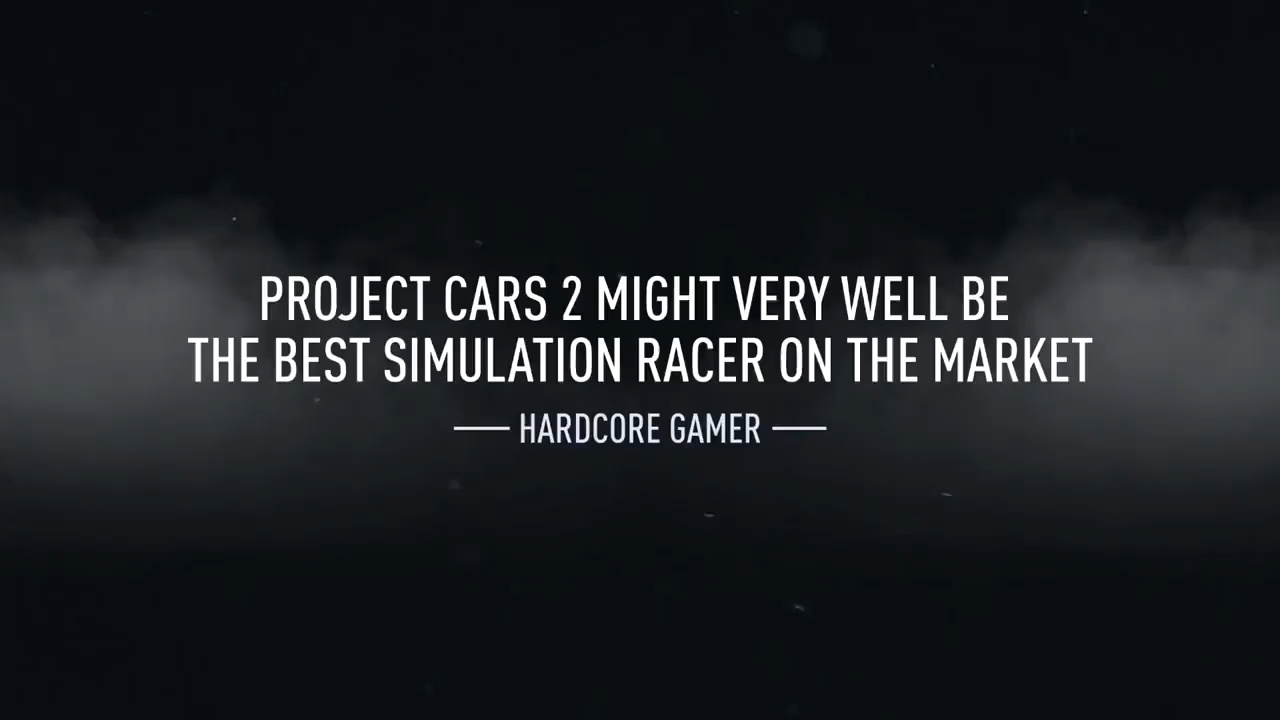 PROJECT CARS 2 MIGHT VERY WELL BE
THE BEST SIMULATION RACER ON THE MARKET
HARDCORE GAMER